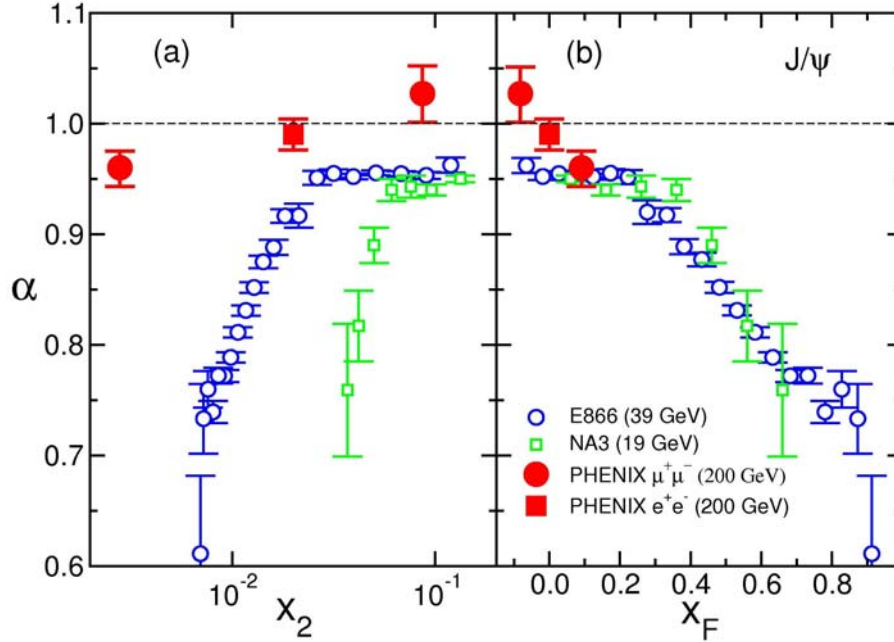 1.1
1.0
0.9
0.8
0.7
0.6
α
(a)
(b)
J/ψ
E866 (39 GeV)
NA3 (19 GeV)
PHENIX μ⁺μ⁻ (200 GeV)
PHENIX e⁺e⁻ (200 GeV)
10⁻² 10⁻¹
0.0 0.2 0.4 0.6 0.8
x₂
x_F